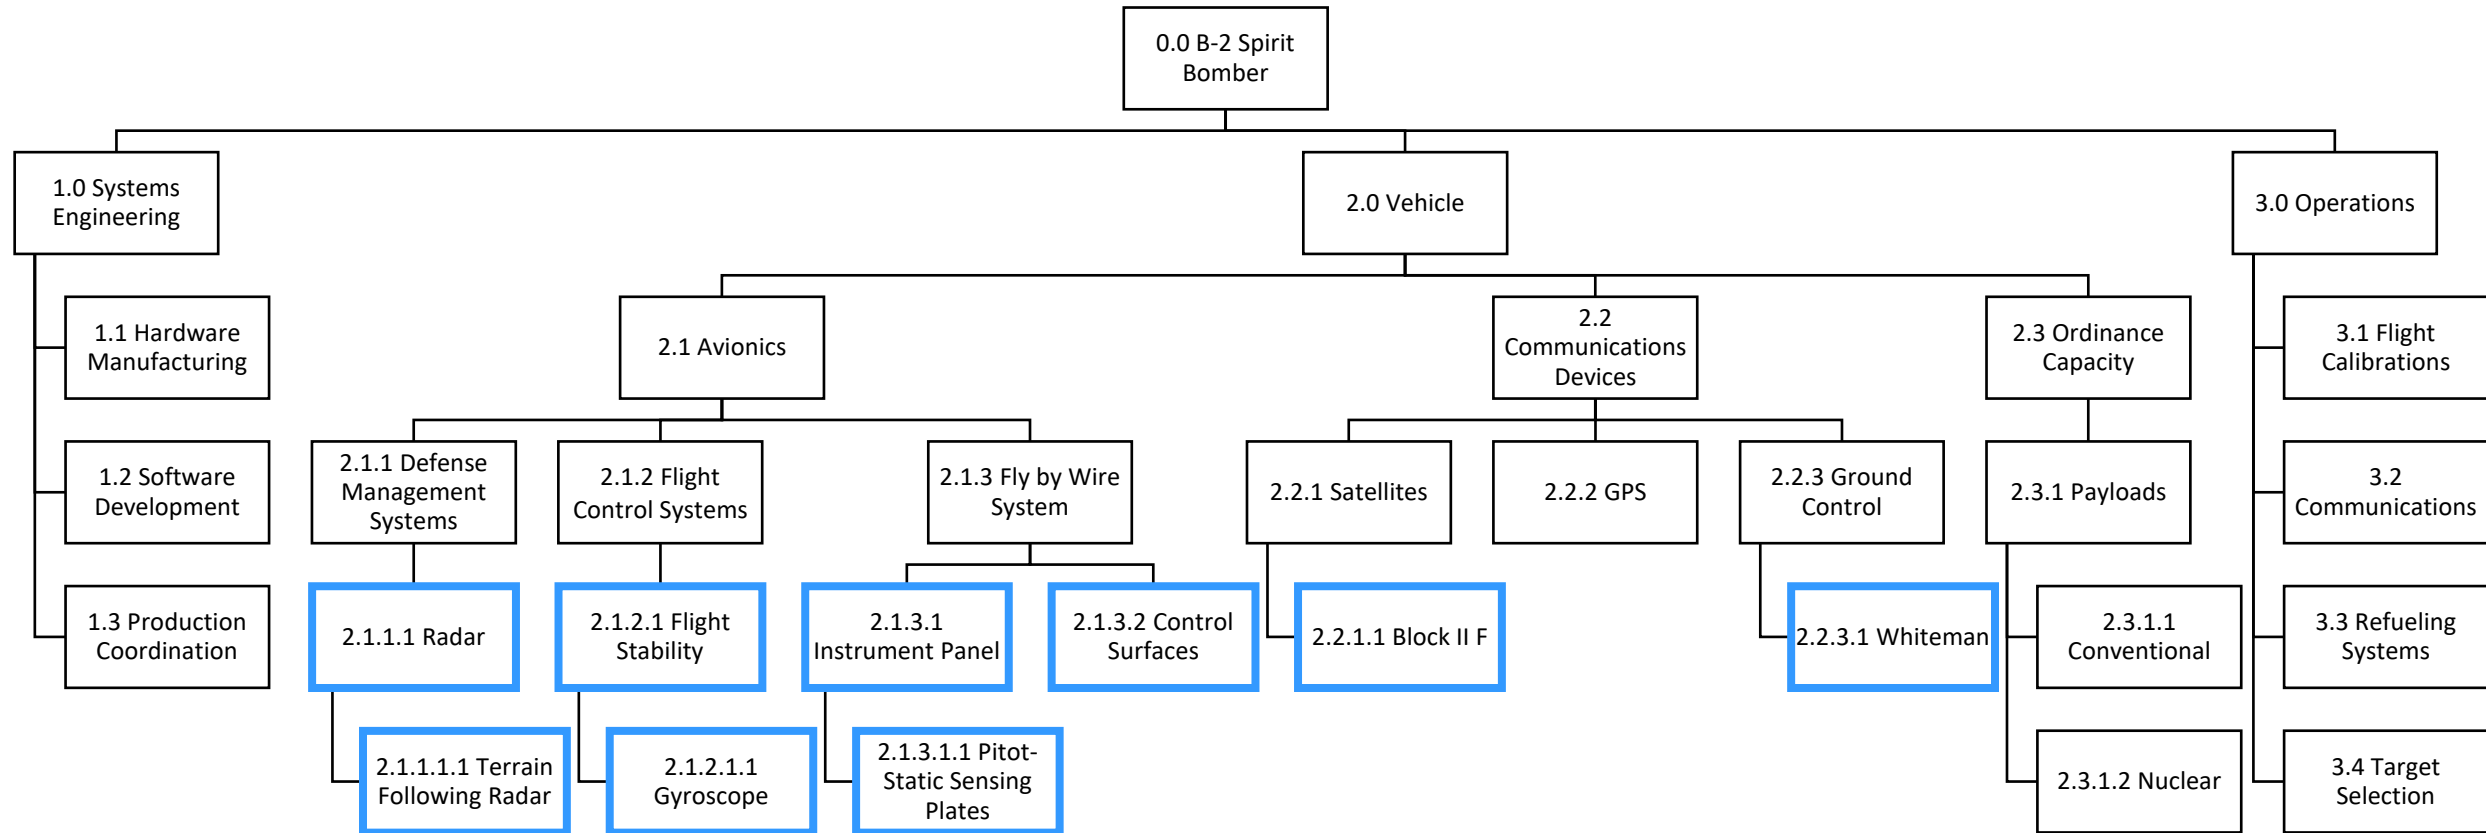 0.0 B-2 Spirit
Bomber
1.0 Systems
Engineering
2.0 Vehicle
3.0 Operations
1.1 Hardware
Manufacturing
2.1 Avionics
2.2
Communications
Devices
2.3 Ordinance
Capacity
3.1 Flight
Calibrations
1.2 Software
Development
2.1.1 Defense
Management
Systems
2.1.2 Flight
Control Systems
2.1.3 Fly by Wire
System
2.2.1 Satellites
2.2.2 GPS
2.2.3 Ground
Control
2.3.1 Payloads
3.2
Communications
1.3 Production
Coordination
2.1.1.1 Radar
2.1.2.1 Flight
Stability
2.1.3.1
Instrument Panel
2.1.3.2 Control
Surfaces
2.2.1.1 Block II F
2.2.3.1 Whiteman
2.3.1.1
Conventional
3.3 Refueling
Systems
2.1.1.1.1 Terrain
Following Radar
2.1.2.1.1
Gyroscope
2.1.3.1.1 Pitot-
Static Sensing
Plates
2.3.1.2 Nuclear
3.4 Target
Selection